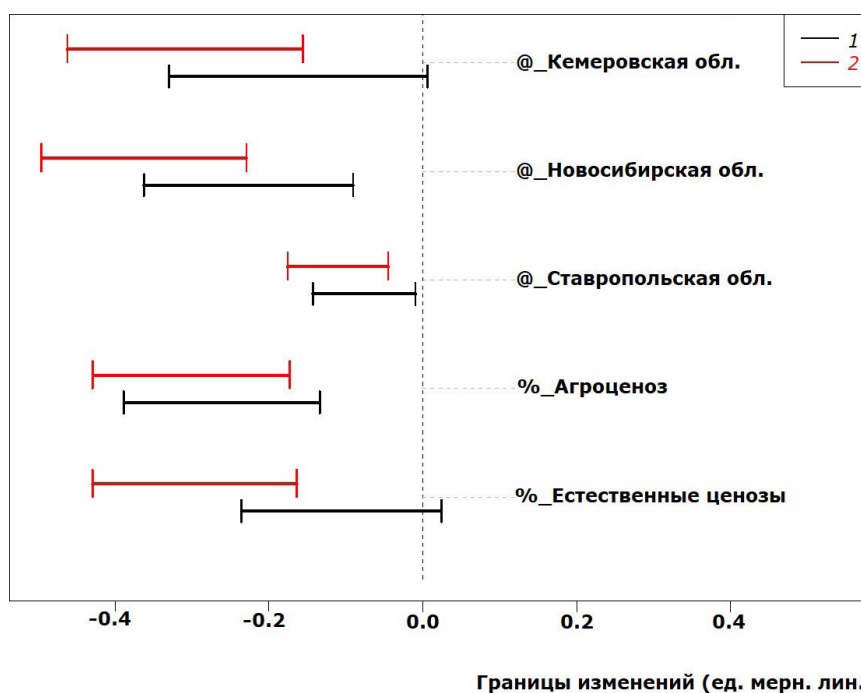 1
2
@_Кемеровская обл.
@_Новосибирская обл.
@_Ставропольская обл.
%_Агроценоз
%_Естественные ценозы
-0.4 -0.2 0.0 0.2 0.4
Границы изменений (ед. мерн. лин.